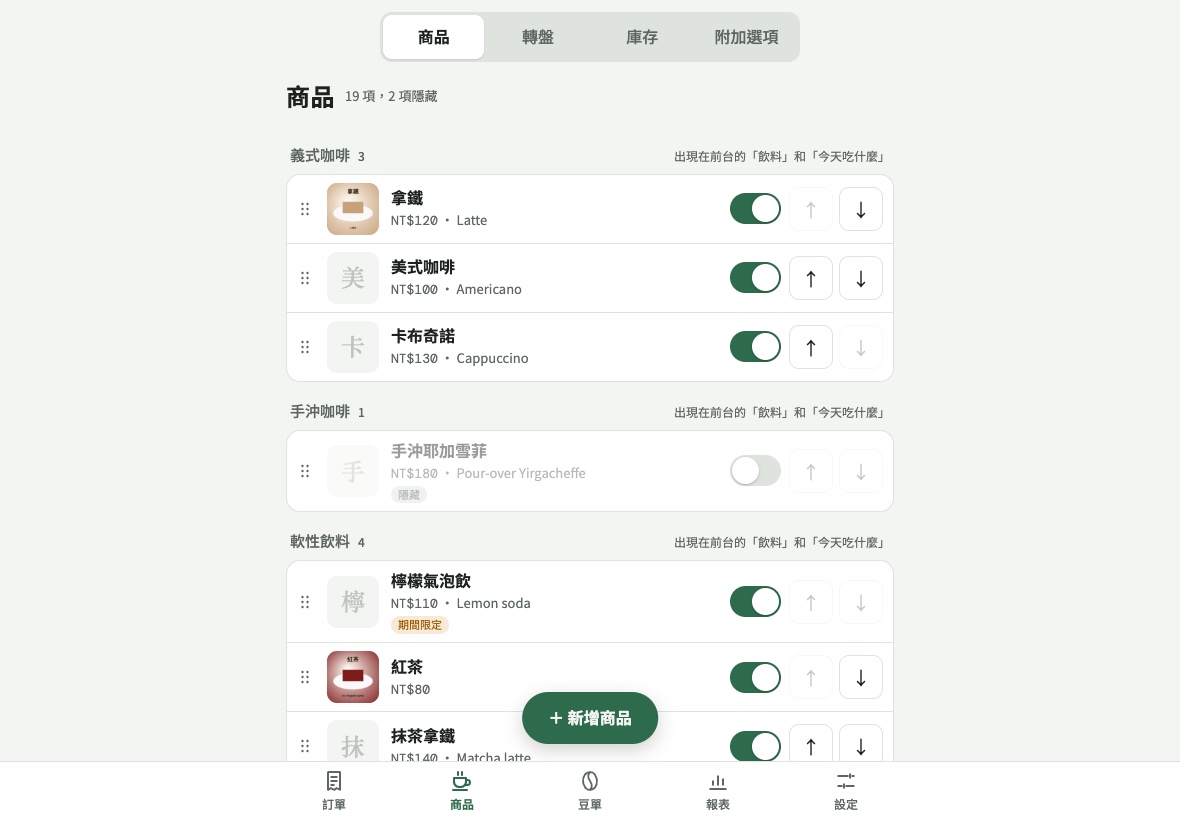 商品
轉盤
庫存
附加選項
商品 19 項，2 項隱藏
義式咖啡 3
出現在前台的「飲料」和「今天吃什麼」
拿鐵
拿鐵
NT$120 • Latte
美
美式咖啡
NT$100 • Americano
卡
卡布奇諾
NT$130 • Cappuccino
手沖咖啡 1
出現在前台的「飲料」和「今天吃什麼」
手
手沖耶加雪菲
NT$180 • Pour-over Yirgacheffe
隱藏
軟性飲料 4
出現在前台的「飲料」和「今天吃什麼」
檸
檸檬氣泡飲
NT$110 • Lemon soda
期間限定
紅茶
紅茶
NT$80
抹
抹茶拿鐵
NT$140 • Matcha latte
+ 新增商品
訂單
商品
豆單
報表
設定